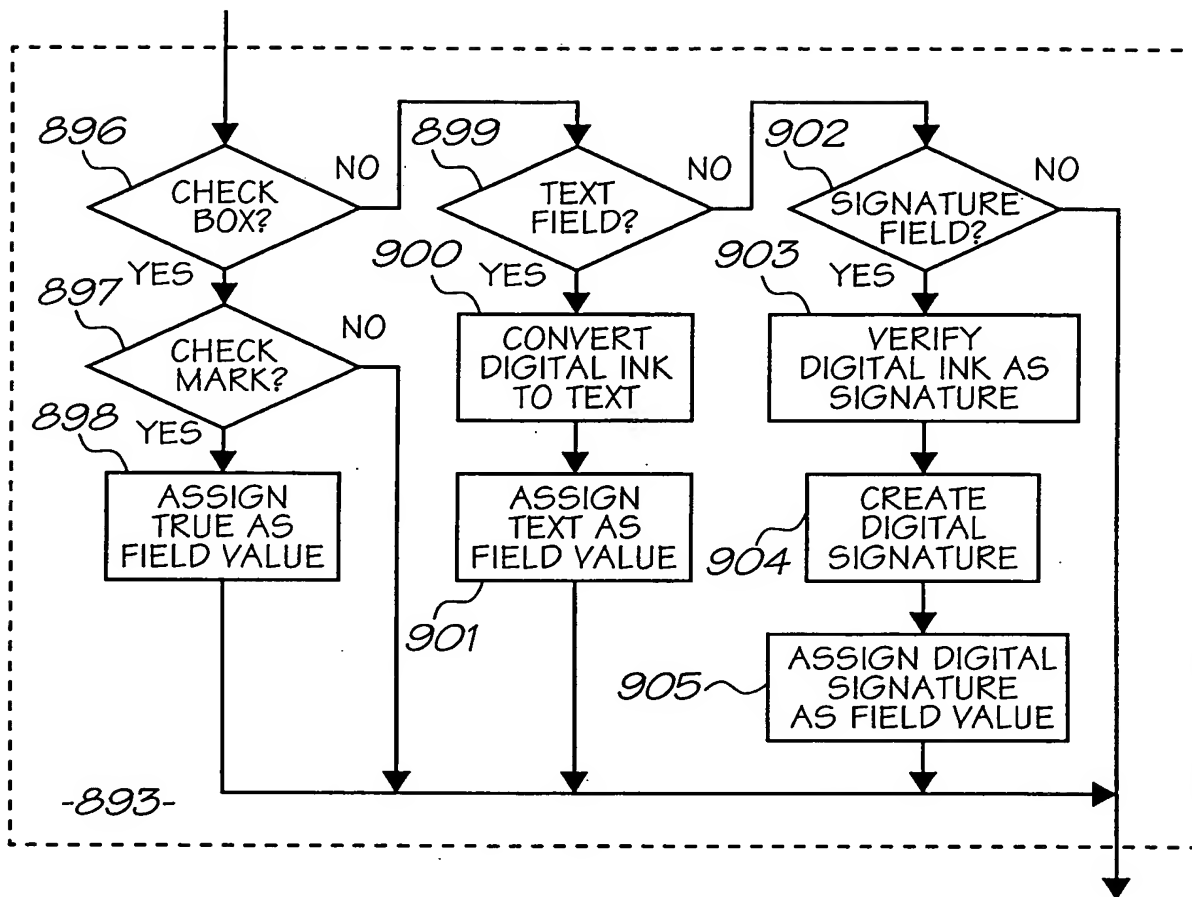 896
CHECK
BOX?
NO
YES
897
CHECK
MARK?
NO
YES
898
ASSIGN
TRUE AS
FIELD VALUE
899
TEXT
FIELD?
NO
YES
900
CONVERT
DIGITAL INK
TO TEXT
ASSIGN
TEXT AS
FIELD VALUE
901
902
SIGNATURE
FIELD?
NO
YES
903
VERIFY
DIGITAL INK AS
SIGNATURE
CREATE
DIGITAL
SIGNATURE
904
ASSIGN DIGITAL
SIGNATURE
AS FIELD VALUE
905
-893-